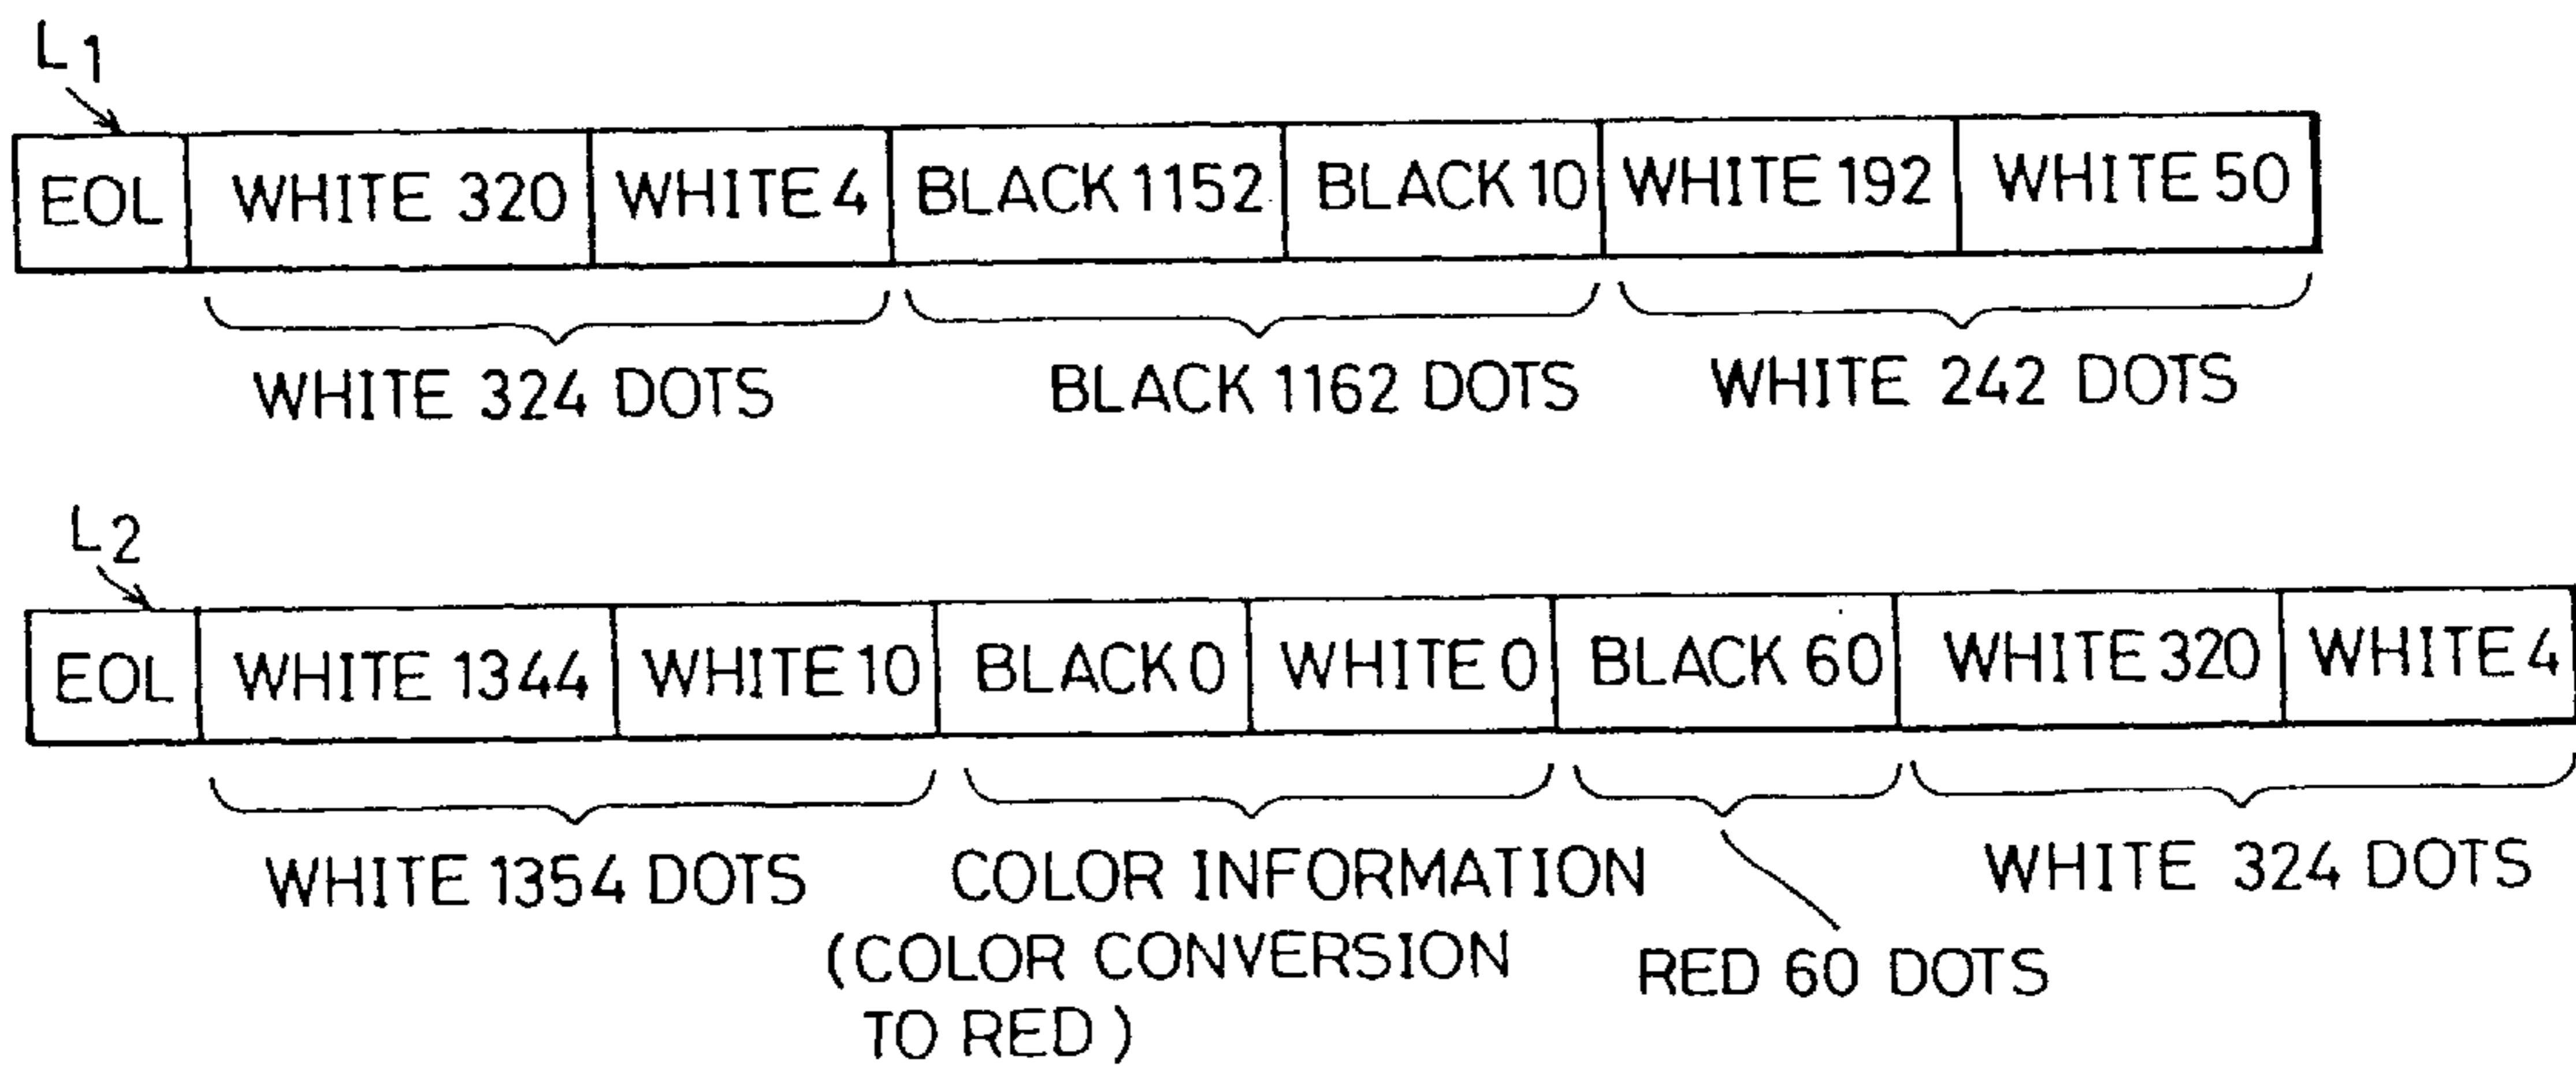 L1
EOL WHITE 320 WHITE 4 BLACK 1152 BLACK 10 WHITE 192 WHITE 50
WHITE 324 DOTS BLACK 1162 DOTS WHITE 242 DOTS
L2
EOL WHITE 1344 WHITE 10 BLACK 0 WHITE 0 BLACK 60 WHITE 320 WHITE 4
WHITE 1354 DOTS COLOR INFORMATION WHITE 324 DOTS
(COLOR CONVERSION RED 60 DOTS
TO RED)